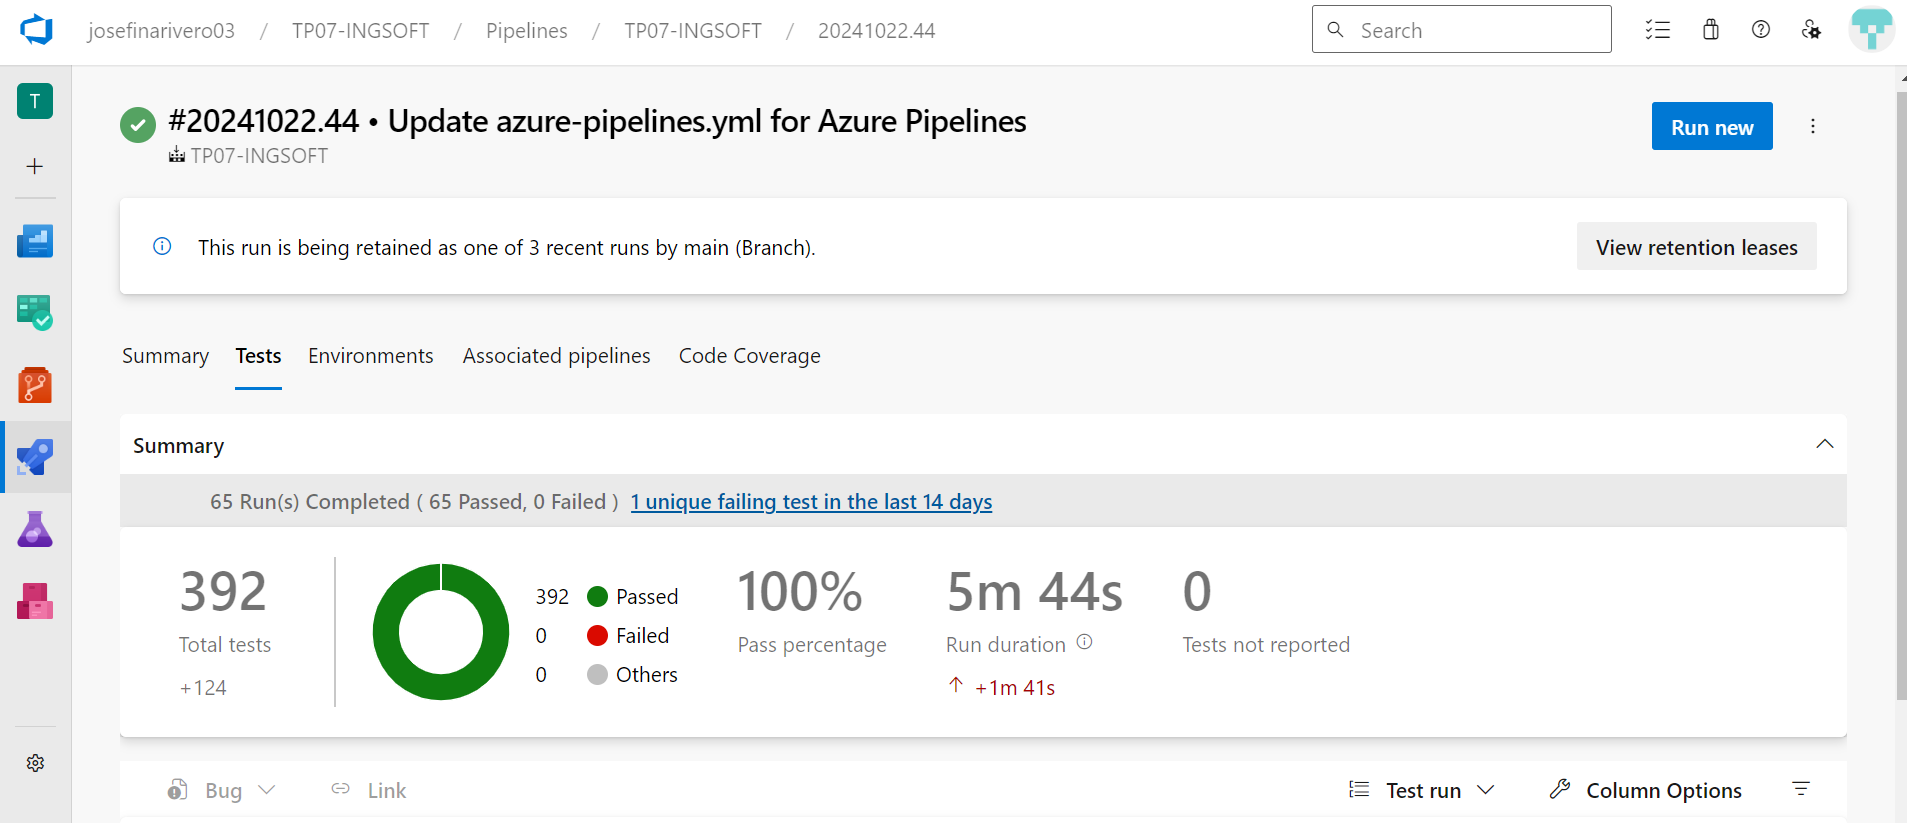 josefinarivero03 / TP07-INGSOFT / Pipelines / TP07-INGSOFT / 20241022.44
Search
T
#20241022.44 • Update azure-pipelines.yml for Azure Pipelines
Run new
TP07-INGSOFT
This run is being retained as one of 3 recent runs by main (Branch).
View retention leases
Summary Tests Environments Associated pipelines Code Coverage
Summary
65 Run(s) Completed ( 65 Passed, 0 Failed ) 1 unique failing test in the last 14 days
392
Total tests
+124
392 Passed
0 Failed
0 Others
100%
Pass percentage
5m 44s
Run duration
+1m 41s
0
Tests not reported
Bug Link Test run Column Options